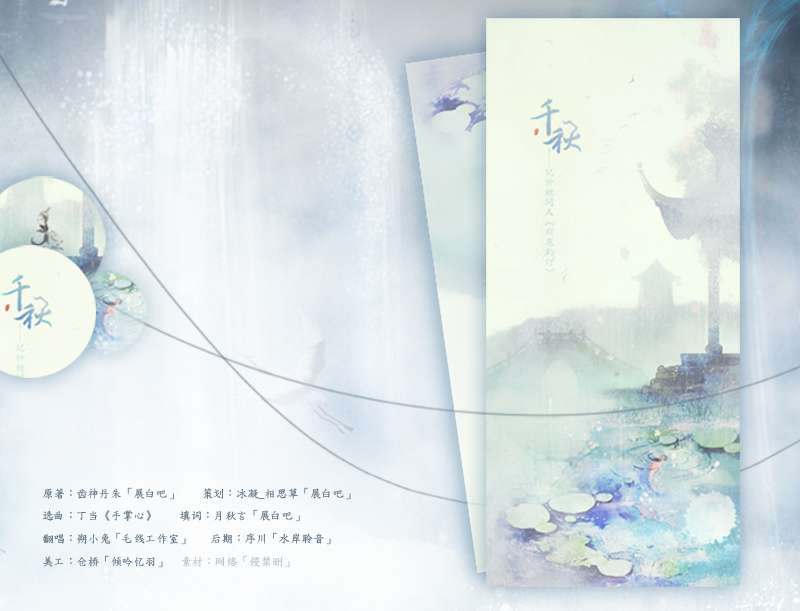 千秋
千秋
原著：齿神丹朱「展白吧」 策划：冰凝_相思草「展白吧」
选曲：丁当《手掌心》 填词：月秋言「展白吧」
翻唱：朔小兔「毛线工作室」 后期：序川「水岸聆音」
美工：仓桥「倾吟忆羽」 素材：网络「侵禁删」